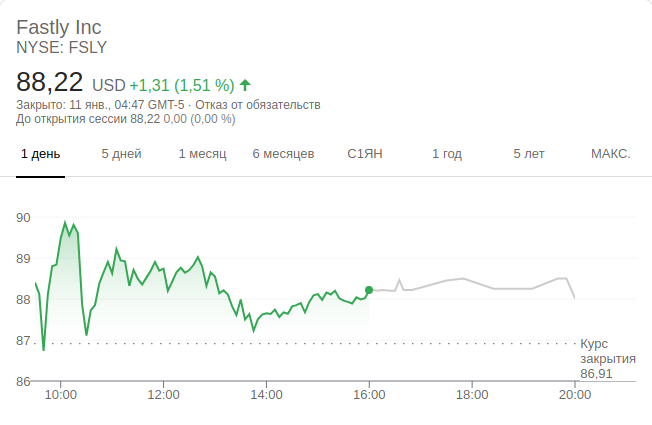 Fastly Inc
NYSE: FSLY
88,22 USD +1,31 (1,51 %)
Закрыто: 11 янв., 04:47 GMT-5 · Отказ от обязательств
До открытия сессии 88,22 0,00 (0,00 %)
1 день 5 дней 1 месяц 6 месяцев С1ЯН 1 год 5 лет МАКС.
90
89
88
87
Курс
закрытия
86,91
86
10:00 12:00 14:00 16:00 18:00 20:00